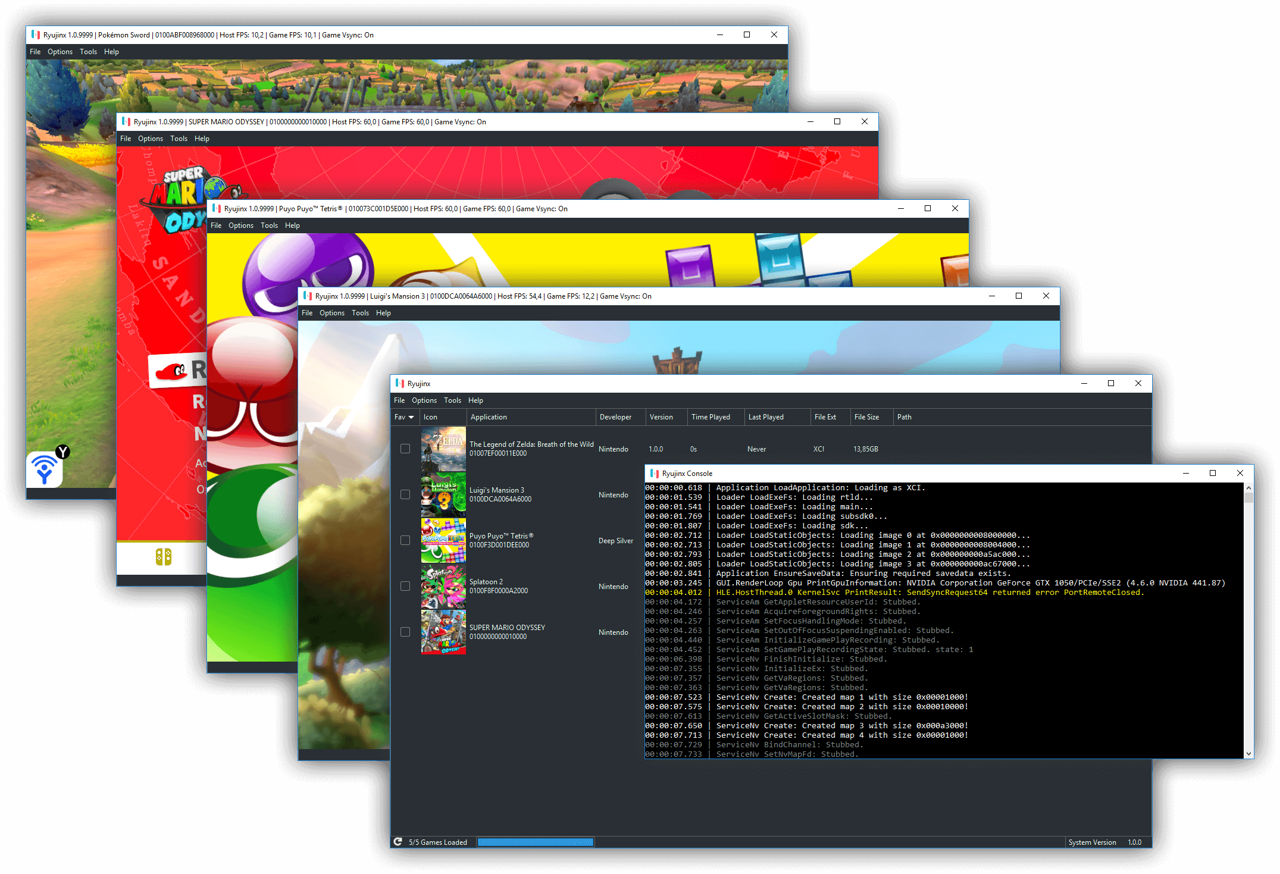 Ryujinx 1.0.9999 | Pokémon Sword | 0100ABF008968000 | Host FPS: 10,2 | Game FPS: 10,1 | Game Vsync: On
File Options Tools Help
Ryujinx 1.0.9999 | SUPER MARIO ODYSSEY | 0100000000010000 | Host FPS: 60,0 | Game FPS: 60,0 | Game Vsync: On
File Options Tools Help
SUPER
MARIO
ODY
SAND
Ryujinx 1.0.9999 | Puyo Puyo™ Tetris® | 010073C001D5E000 | Host FPS: 60,0 | Game FPS: 60,0 | Game Vsync: On
File Options Tools Help
Ryujinx 1.0.9999 | Luigi's Mansion 3 | 0100DCA0064A6000 | Host FPS: 54,4 | Game FPS: 12,2 | Game Vsync: On
File Options Tools Help
Y
Ryujinx
File Options Tools Help
Fav Icon Application Developer Version Time Played Last Played File Ext File Size Path
The Legend of Zelda: Breath of the Wild Nintendo 1.0.0 0s Never XCI 13,85GB
01007EF00011E000
Luigi's Mansion 3 Nintendo
0100DCA0064A6000
Puyo Puyo™ Tetris® Deep Silver
0100F3D001DEE000
Splatoon 2 Nintendo
0100F8F0000A2000
SUPER MARIO ODYSSEY Nintendo
0100000000010000
Ryujinx Console
00:00:00.618 | Application LoadApplication: Loading as XCI.
00:00:01.539 | Loader LoadExeFs: Loading rtld...
00:00:01.541 | Loader LoadExeFs: Loading main...
00:00:01.769 | Loader LoadExeFs: Loading subsdk0...
00:00:01.807 | Loader LoadExeFs: Loading sdk...
00:00:02.712 | Loader LoadStaticObjects: Loading image 0 at 0x0000000008000000...
00:00:02.713 | Loader LoadStaticObjects: Loading image 1 at 0x0000000008004000...
00:00:02.793 | Loader LoadStaticObjects: Loading image 2 at 0x000000000a5ac000...
00:00:02.805 | Loader LoadStaticObjects: Loading image 3 at 0x000000000ac67000...
00:00:02.841 | Application EnsureSaveData: Ensuring required savedata exists.
00:00:03.245 | GUI.RenderLoop Gpu PrintGpuInformation: NVIDIA Corporation GeForce GTX 1050/PCIe/SSE2 (4.6.0 NVIDIA 441.87)
00:00:04.012 | HLE.HostThread.0 KernelSvc PrintResult: SendSyncRequest64 returned error PortRemoteClosed.
00:00:04.172 | ServiceAm GetAppletResourceUserId: Stubbed.
00:00:04.246 | ServiceAm AcquireForegroundRights: Stubbed.
00:00:04.257 | ServiceAm SetFocusHandlingMode: Stubbed.
00:00:04.263 | ServiceAm SetOutOfFocusSuspendingEnabled: Stubbed.
00:00:04.440 | ServiceAm InitializeGamePlayRecording: Stubbed.
00:00:04.452 | ServiceAm SetGamePlayRecordingState: Stubbed. state: 1
00:00:06.398 | ServiceNv FinishInitialize: Stubbed.
00:00:07.355 | ServiceNv InitializeEx: Stubbed.
00:00:07.357 | ServiceNv GetVaRegions: Stubbed.
00:00:07.363 | ServiceNv GetVaRegions: Stubbed.
00:00:07.523 | ServiceNv Create: Created map 1 with size 0x00001000!
00:00:07.575 | ServiceNv Create: Created map 2 with size 0x00010000!
00:00:07.613 | ServiceNv GetActiveSlotMask: Stubbed.
00:00:07.650 | ServiceNv Create: Created map 3 with size 0x000a3000!
00:00:07.713 | ServiceNv Create: Created map 4 with size 0x00001000!
00:00:07.729 | ServiceNv BindChannel: Stubbed.
00:00:07.733 | ServiceNv SetNvMapFd: Stubbed.
5/5 Games Loaded System Version 1.0.0